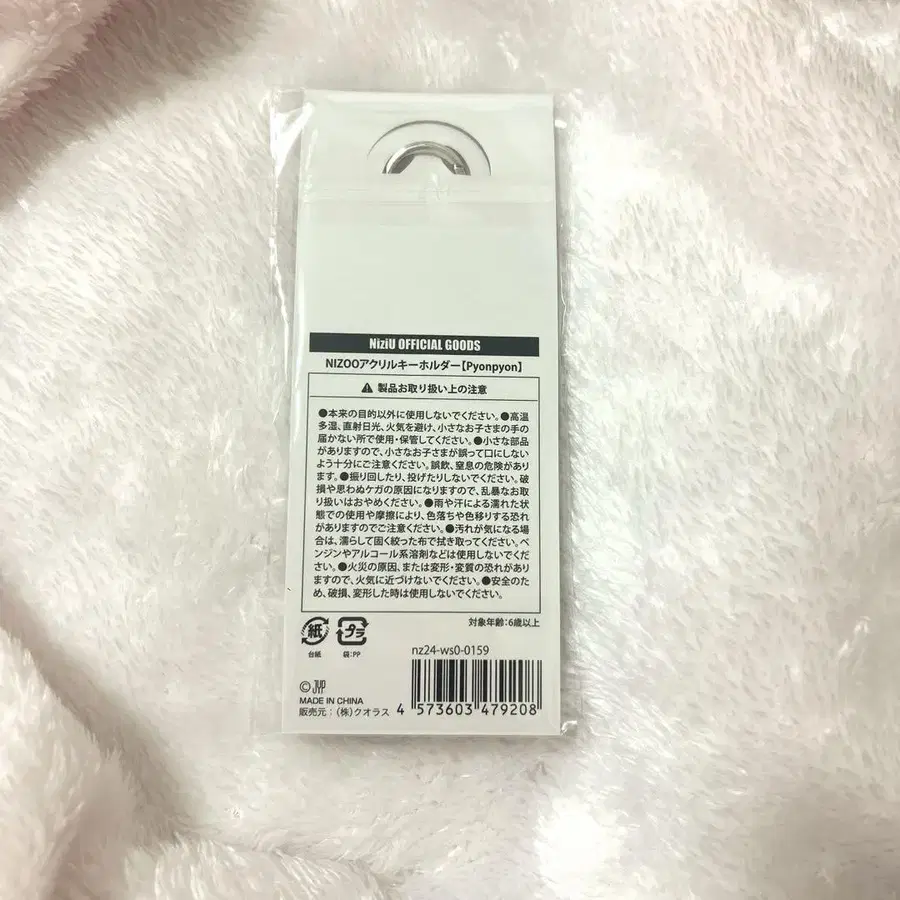 NiziU OFFICIAL GOODS
NIZOOアクリルキーホルダー【Pyonpyon】
製品お取り扱い上の注意
●本来の目的以外に使用しないでください。●高温
多湿、直射日光、火気を避け、小さなお子さまの手の
届かない所で使用・保管してください。●小さな部品
がありますので、小さなお子さまが誤って口にしない
よう十分にご注意ください。誤飲、窒息の危険があり
ます。●振り回したり、投げたりしないでください。破
損や思わぬケガの原因になりますので、乱暴なお取
り扱いはおやめください。●雨や汗による濡れた状
態での使用や摩擦により、色落ちや色移りする恐れ
がありますのでご注意ください。●汚れが気になる場
合は、濡らして固く絞った布で拭き取ってください。ベ
ンジンやアルコール系溶剤などは使用しないでくだ
さい。●火災の原因、または変形・変質の恐れがあり
ますので、火気に近づけないでください。●安全のた
め、破損、変形した時は使用しないでください。
対象年齢:6歳以上
紙 プラ
台紙 袋:PP
nz24-ws0-0159
© JYP
MADE IN CHINA
販売元:(株)クオラス
4 573603 479208